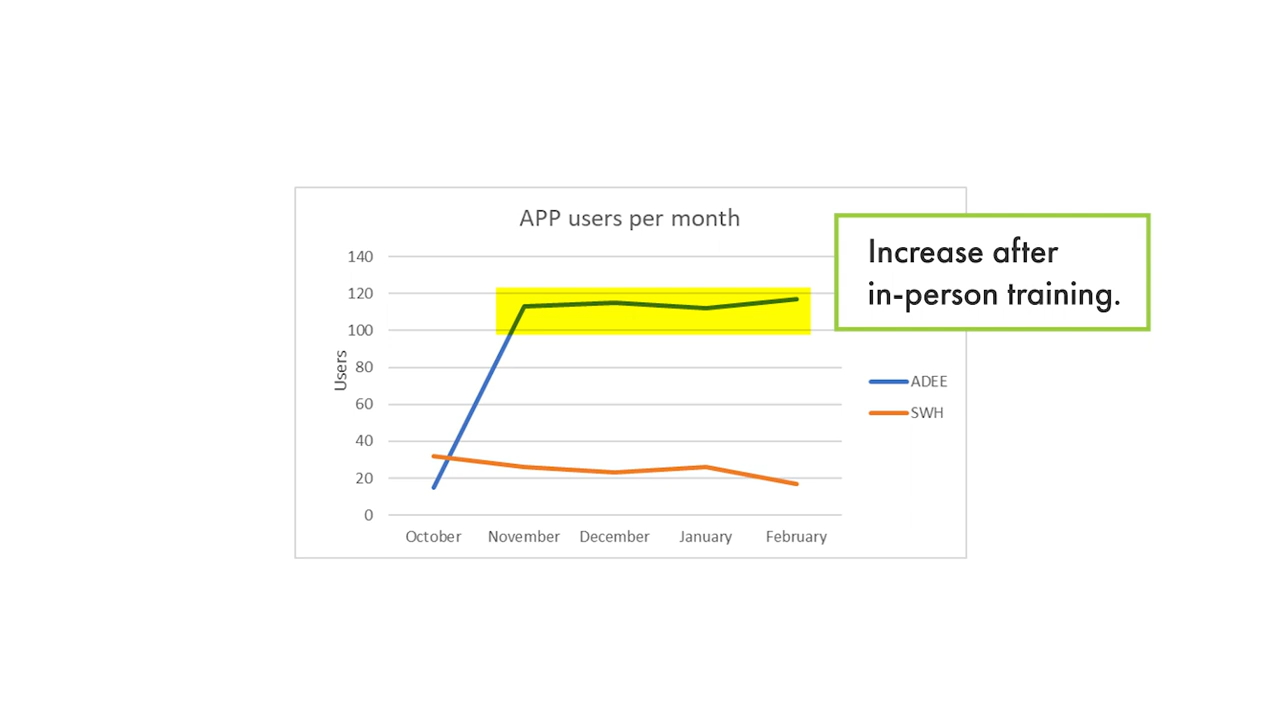 APP users per month
Increase after
in-person training.
140
120
100
80
60
40
20
0
Users
ADEE
SWH
October November December January February